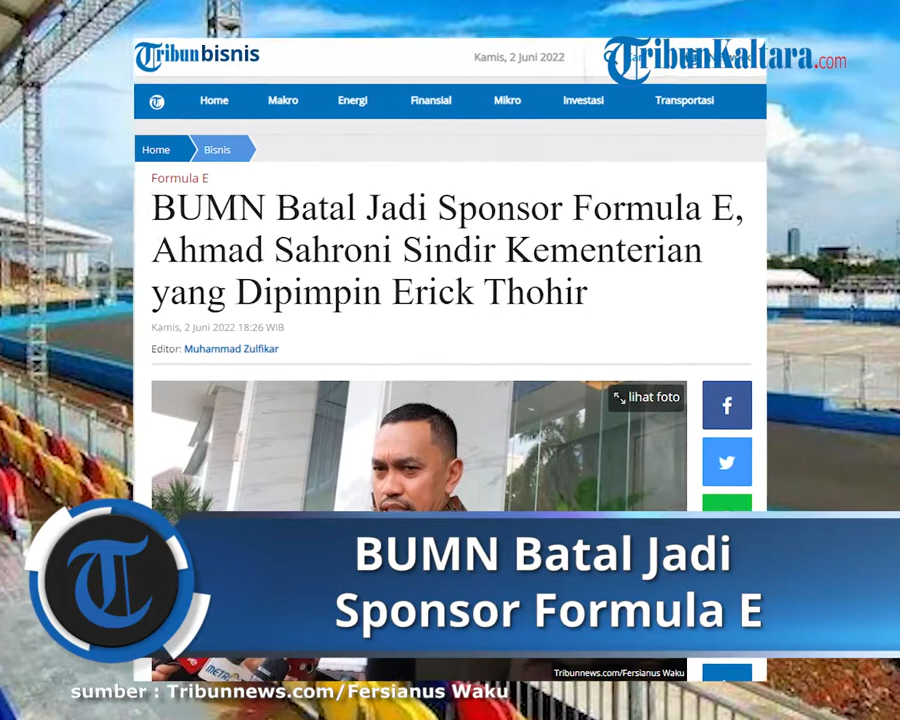 Tribunbisnis
Kamis, 2 Juni 2022
TribunKaltara.com
Home Makro Energi Finansial Mikro Investasi Transportasi
Home Bisnis
Formula E
BUMN Batal Jadi Sponsor Formula E,
Ahmad Sahroni Sindir Kementerian
yang Dipimpin Erick Thohir
Kamis, 2 Juni 2022 18:26 WIB
Editor: Muhammad Zulfikar
lihat foto
BUMN Batal Jadi
Sponsor Formula E
METRO
Tribunnews.com/Fersianus Waku
sumber : Tribunnews.com/Fersianus Waku